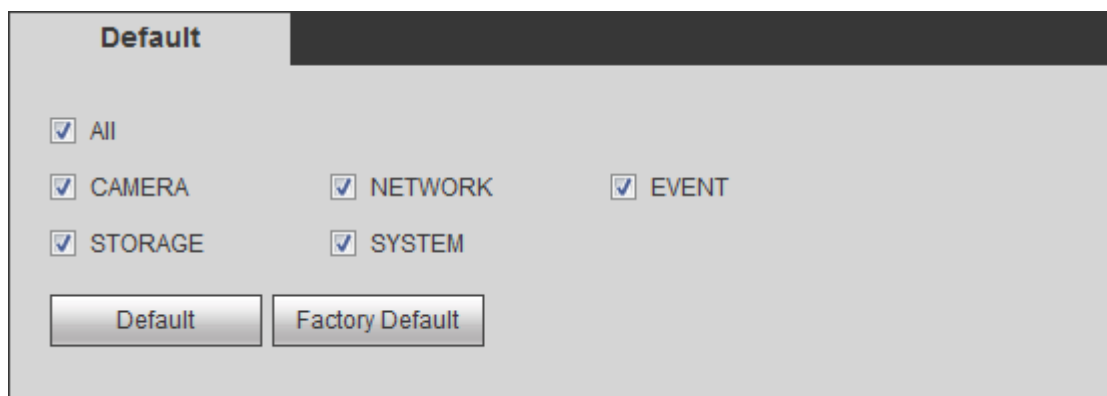 Default
All
CAMERA NETWORK EVENT
STORAGE SYSTEM
Default Factory Default